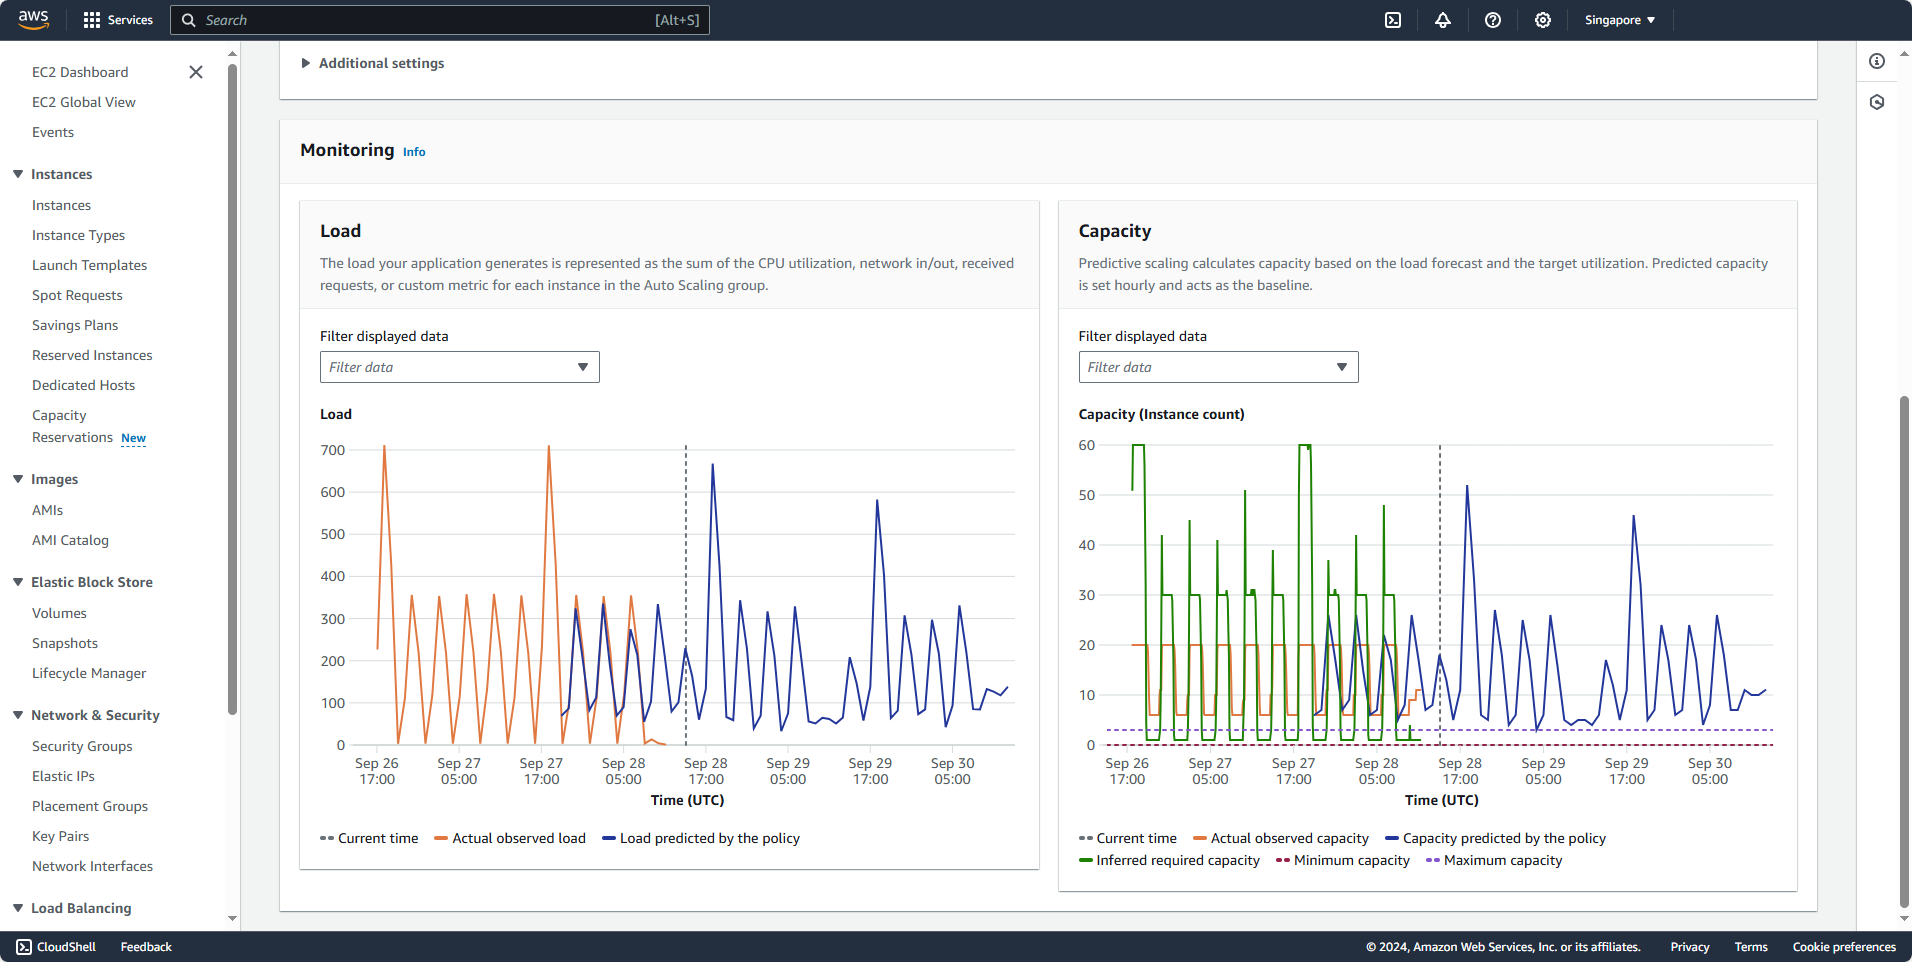 aws
Services
Search
[Alt+S]
Singapore
EC2 Dashboard
EC2 Global View
Events
Instances
Instances
Instance Types
Launch Templates
Spot Requests
Savings Plans
Reserved Instances
Dedicated Hosts
Capacity
Reservations New
Images
AMIs
AMI Catalog
Elastic Block Store
Volumes
Snapshots
Lifecycle Manager
Network & Security
Security Groups
Elastic IPs
Placement Groups
Key Pairs
Network Interfaces
Load Balancing
Additional settings
Monitoring Info
Load
The load your application generates is represented as the sum of the CPU utilization, network in/out, received
requests, or custom metric for each instance in the Auto Scaling group.
Filter displayed data
Filter data
Load
700
600
500
400
300
200
100
0
Sep 26 Sep 27 Sep 27 Sep 28 Sep 28 Sep 29 Sep 29 Sep 30
17:00 05:00 17:00 05:00 17:00 05:00 17:00 05:00
Time (UTC)
Current time Actual observed load Load predicted by the policy
Capacity
Predictive scaling calculates capacity based on the load forecast and the target utilization. Predicted capacity
is set hourly and acts as the baseline.
Filter displayed data
Filter data
Capacity (Instance count)
60
50
40
30
20
10
0
Sep 26 Sep 27 Sep 27 Sep 28 Sep 28 Sep 29 Sep 29 Sep 30
17:00 05:00 17:00 05:00 17:00 05:00 17:00 05:00
Time (UTC)
Current time Actual observed capacity Capacity predicted by the policy
Inferred required capacity Minimum capacity Maximum capacity
CloudShell Feedback
© 2024, Amazon Web Services, Inc. or its affiliates. Privacy Terms Cookie preferences